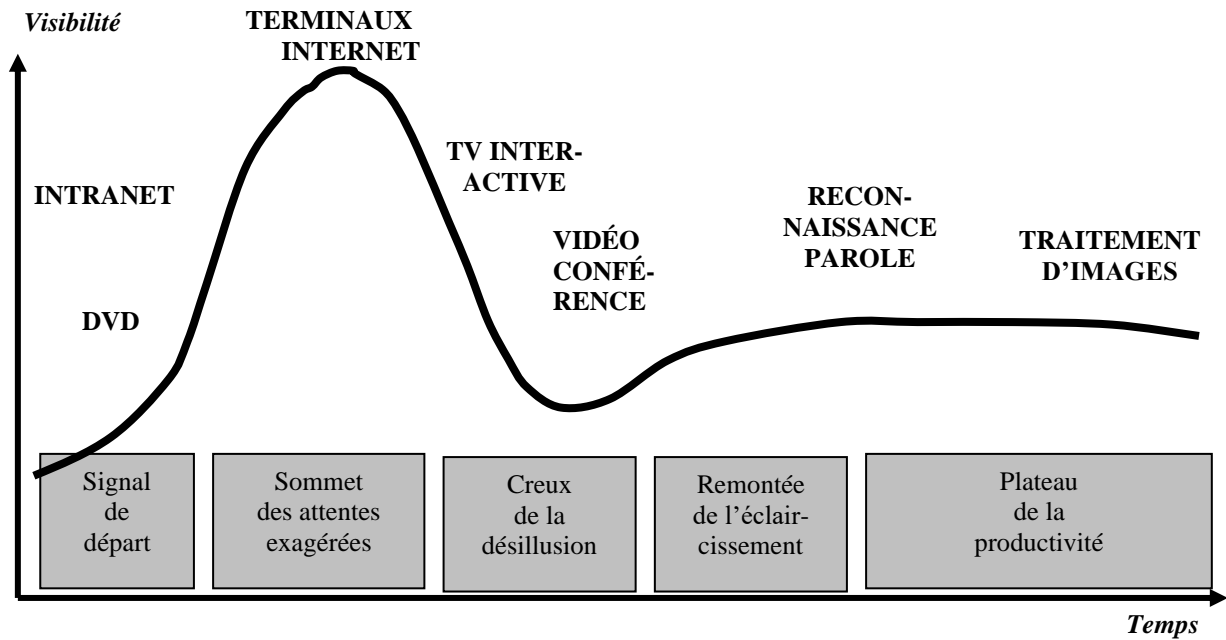 Visibilité
TERMINAUX
INTERNET
INTRANET
DVD
TV INTER-
ACTIVE
VIDÉO
CONFÉ-
RENCE
RECON-
NAISSANCE
PAROLE
TRAITEMENT
D’IMAGES
Signal
de
départ
Sommet
des attentes
exagérées
Creux
de la
désillusion
Remontée
de l’éclair-
cissement
Plateau
de la
productivité
Temps